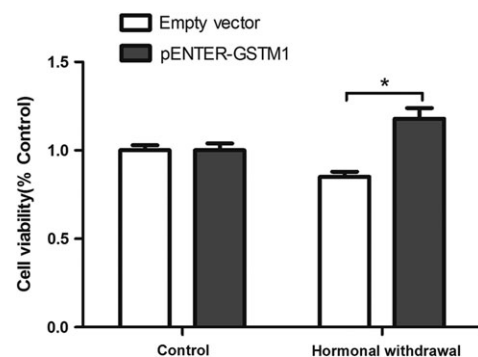 Empty vector
pENTER-GSTM1
Cell viability(% Control)
1.5
1.0
0.5
0.0
*
Control
Hormonal withdrawal